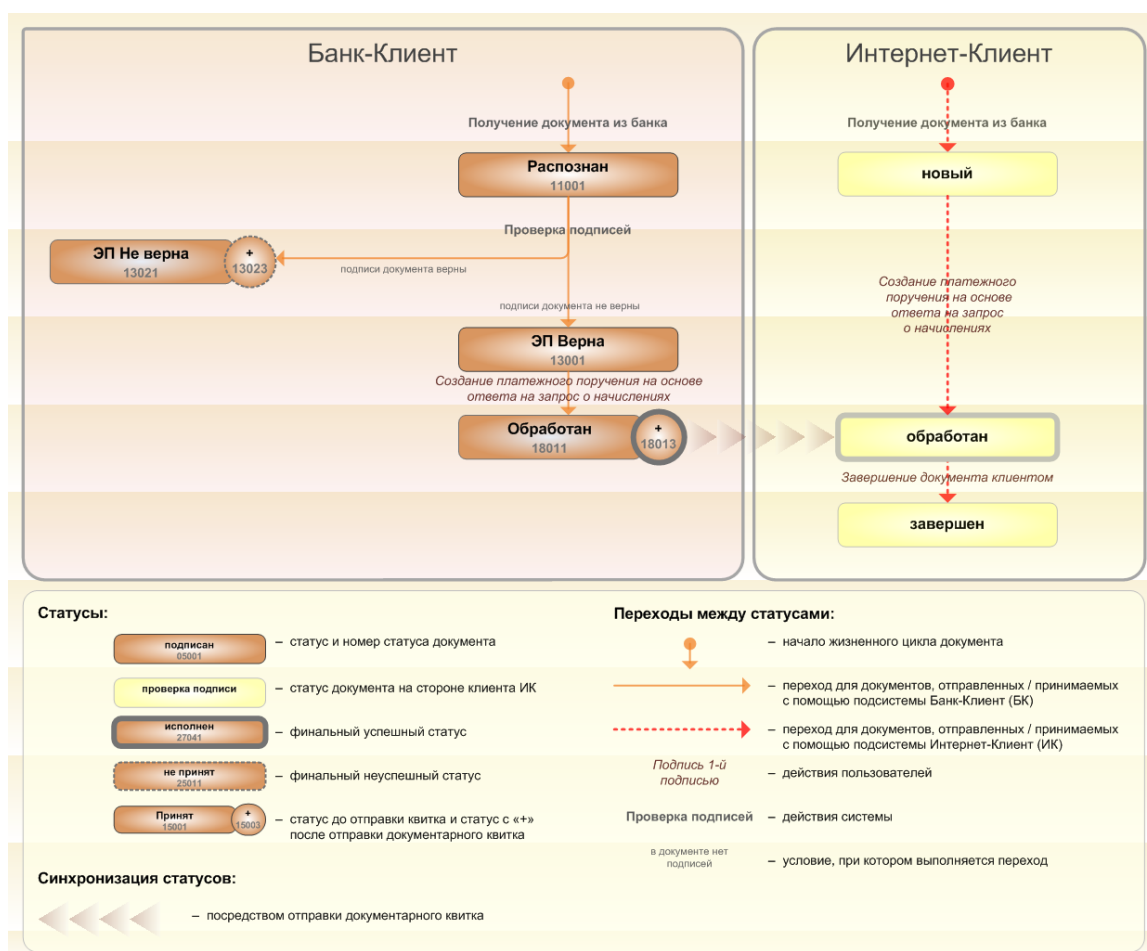 Банк-Клиент
Получение документа из банка
Распознан
11001
Проверка подписей
ЭП Не верна
13021
+
13023
подписи документа верны
подписи документа не верны
ЭП Верна
13001
Создание платежного поручения на основе
ответа на запрос о начислениях
Обработан
18011
+
18013
Интернет-Клиент
Получение документа из банка
новый
Создание платежного
поручения на основе
ответа на запрос
о начислениях
обработан
Завершение документа клиентом
завершен
Статусы:
подписан
05001
– статус и номер статуса документа
проверка подписи
– статус документа на стороне клиента ИК
исполнен
27041
– финальный успешный статус
не принят
25011
– финальный неуспешный статус
Принят
15001
+
15003
– статус до отправки квитка и статус с «+»
после отправки документарного квитка
Синхронизация статусов:
– посредством отправки документарного квитка
Переходы между статусами:
– начало жизненного цикла документа
– переход для документов, отправленных / принимаемых
с помощью подсистемы Банк-Клиент (БК)
– переход для документов, отправленных / принимаемых
с помощью подсистемы Интернет-Клиент (ИК)
Подпись 1-й
подписью
– действия пользователей
Проверка подписей
– действия системы
в документе нет
подписей
– условие, при котором выполняется переход